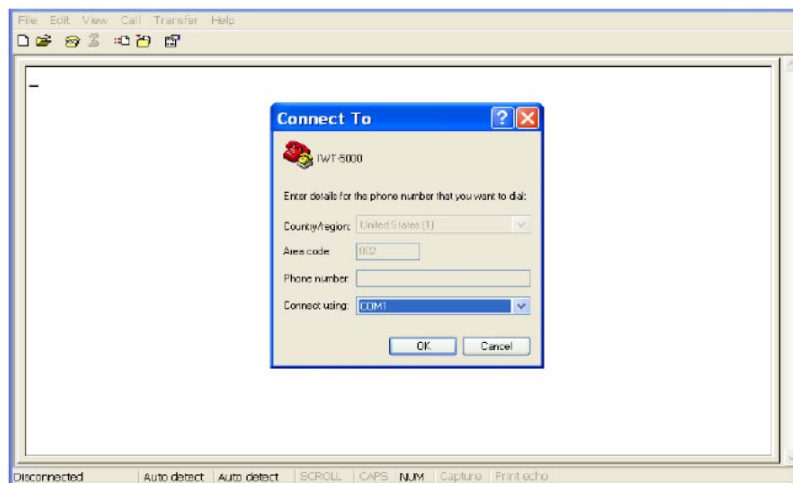 File Edit View Call Transfer Help
Connect To
IWT-5000
Enter details for the phone number that you want to dial:
Country/region: United States (1)
Area code: 002
Phone number:
Connect using: COM1
OK Cancel
Disconnected Auto detect Auto detect SCROLL CAPS NUM Capture Print echo